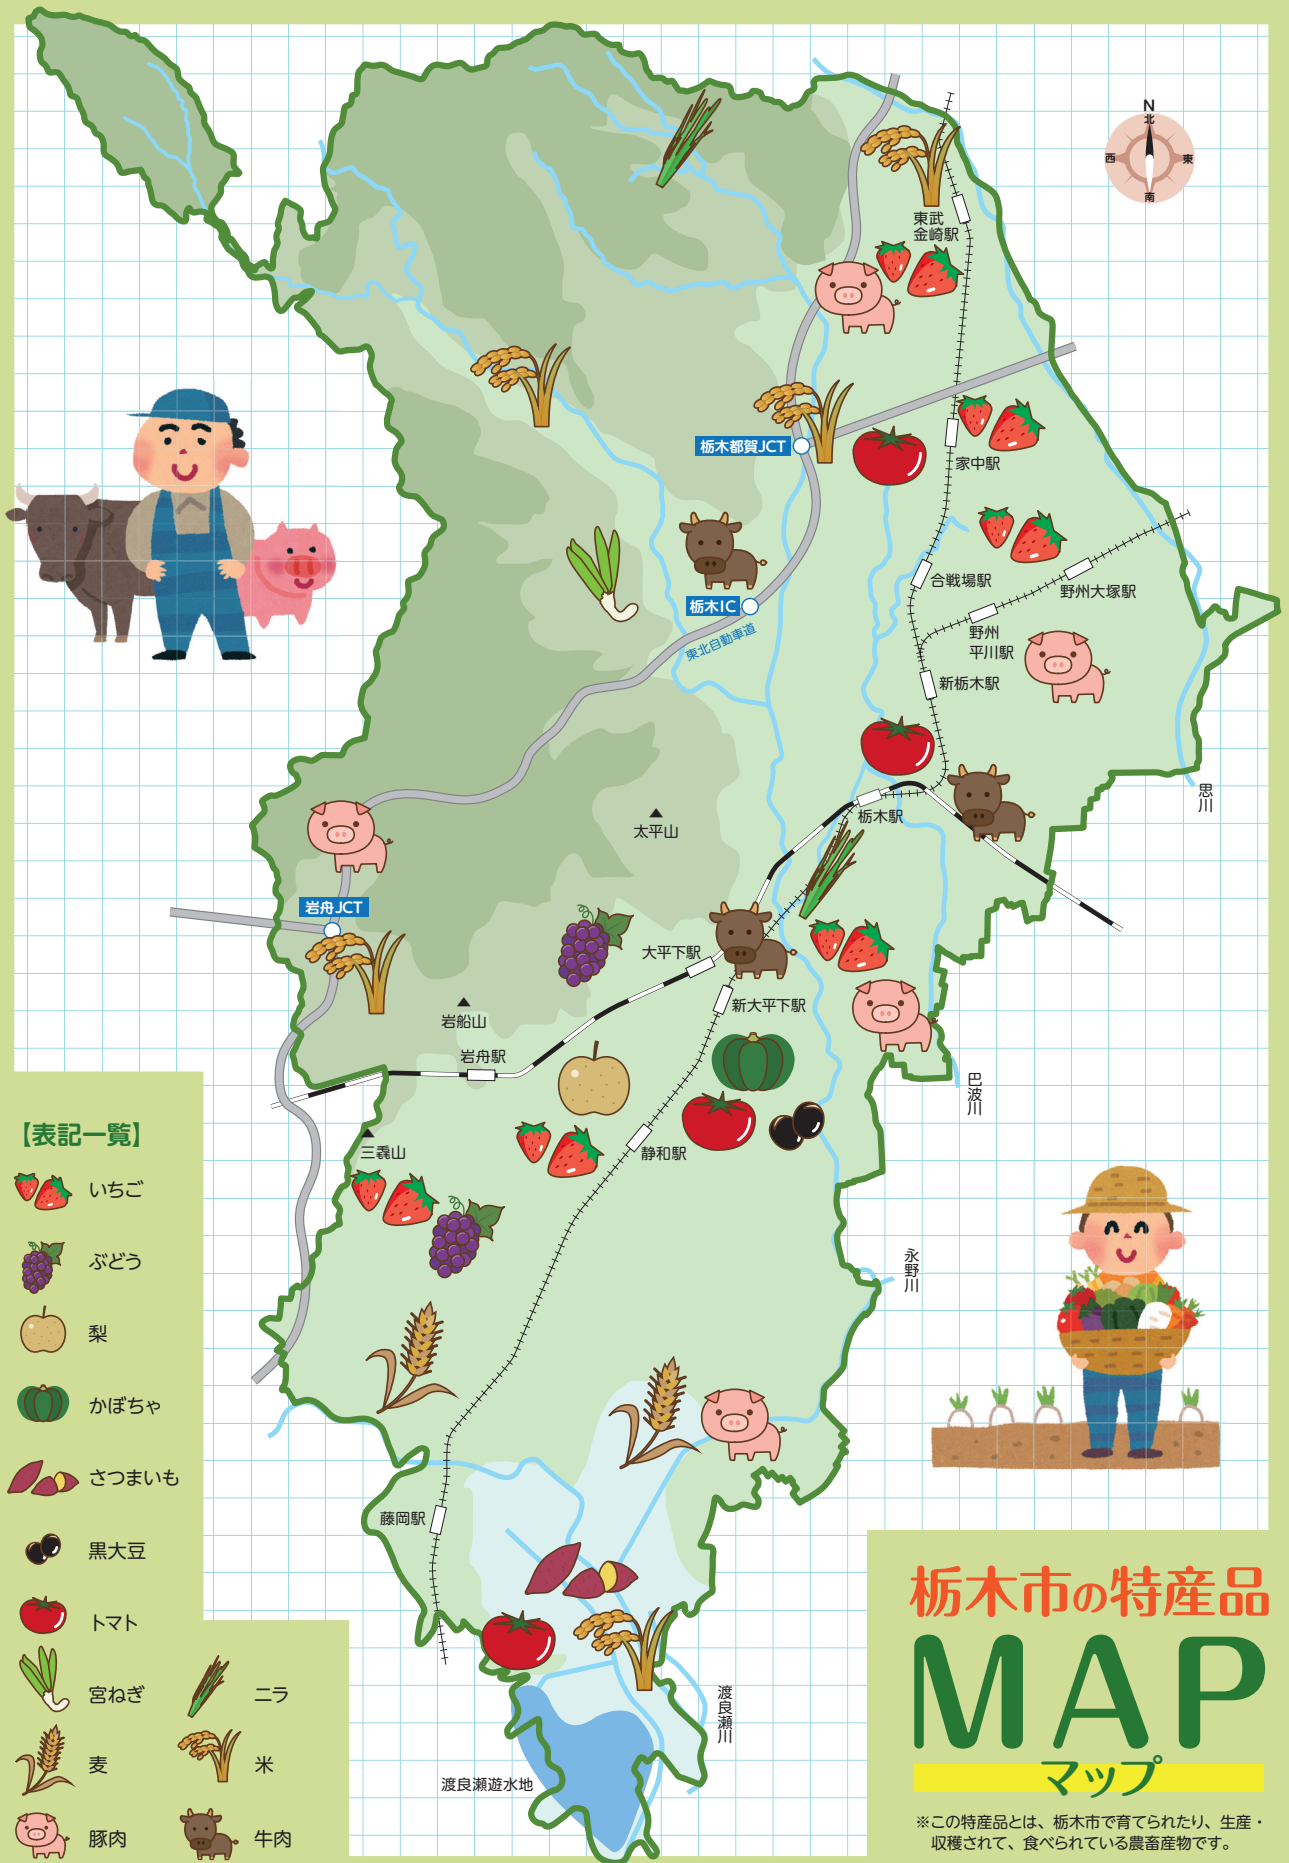 N
北
西
東
南
東武
金崎駅
栃木都賀JCT
家中駅
合戦場駅
野州大塚駅
栃木IC
東北自動車道
野州
平川駅
新栃木駅
思川
栃木駅
太平山
岩舟JCT
大平下駅
新大平下駅
岩船山
岩舟駅
巴波川
静和駅
三毳山
永野川
藤岡駅
渡良瀬川
渡良瀬遊水地
【表記一覧】
いちご
ぶどう
梨
かぼちゃ
さつまいも
黒大豆
トマト
宮ねぎ
ニラ
麦
米
豚肉
牛肉
栃木市の特産品
MAP
マップ
※この特産品とは、栃木市で育てられたり、生産・
収穫されて、食べられている農畜産物です。